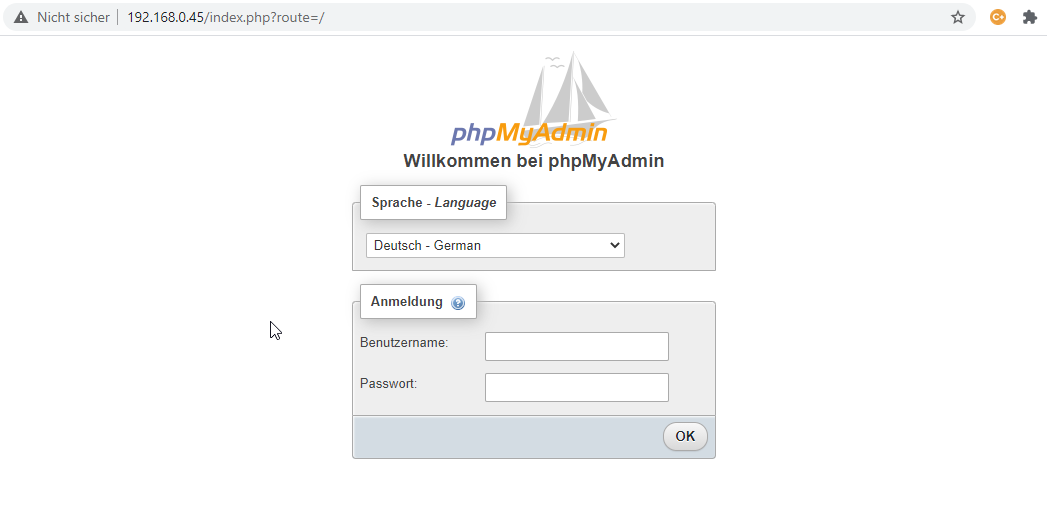 Nicht sicher | 192.168.0.45/index.php?route=/
phpMyAdmin
Willkommen bei phpMyAdmin
Sprache - Language
Deutsch - German
Anmeldung
Benutzername:
Passwort:
OK